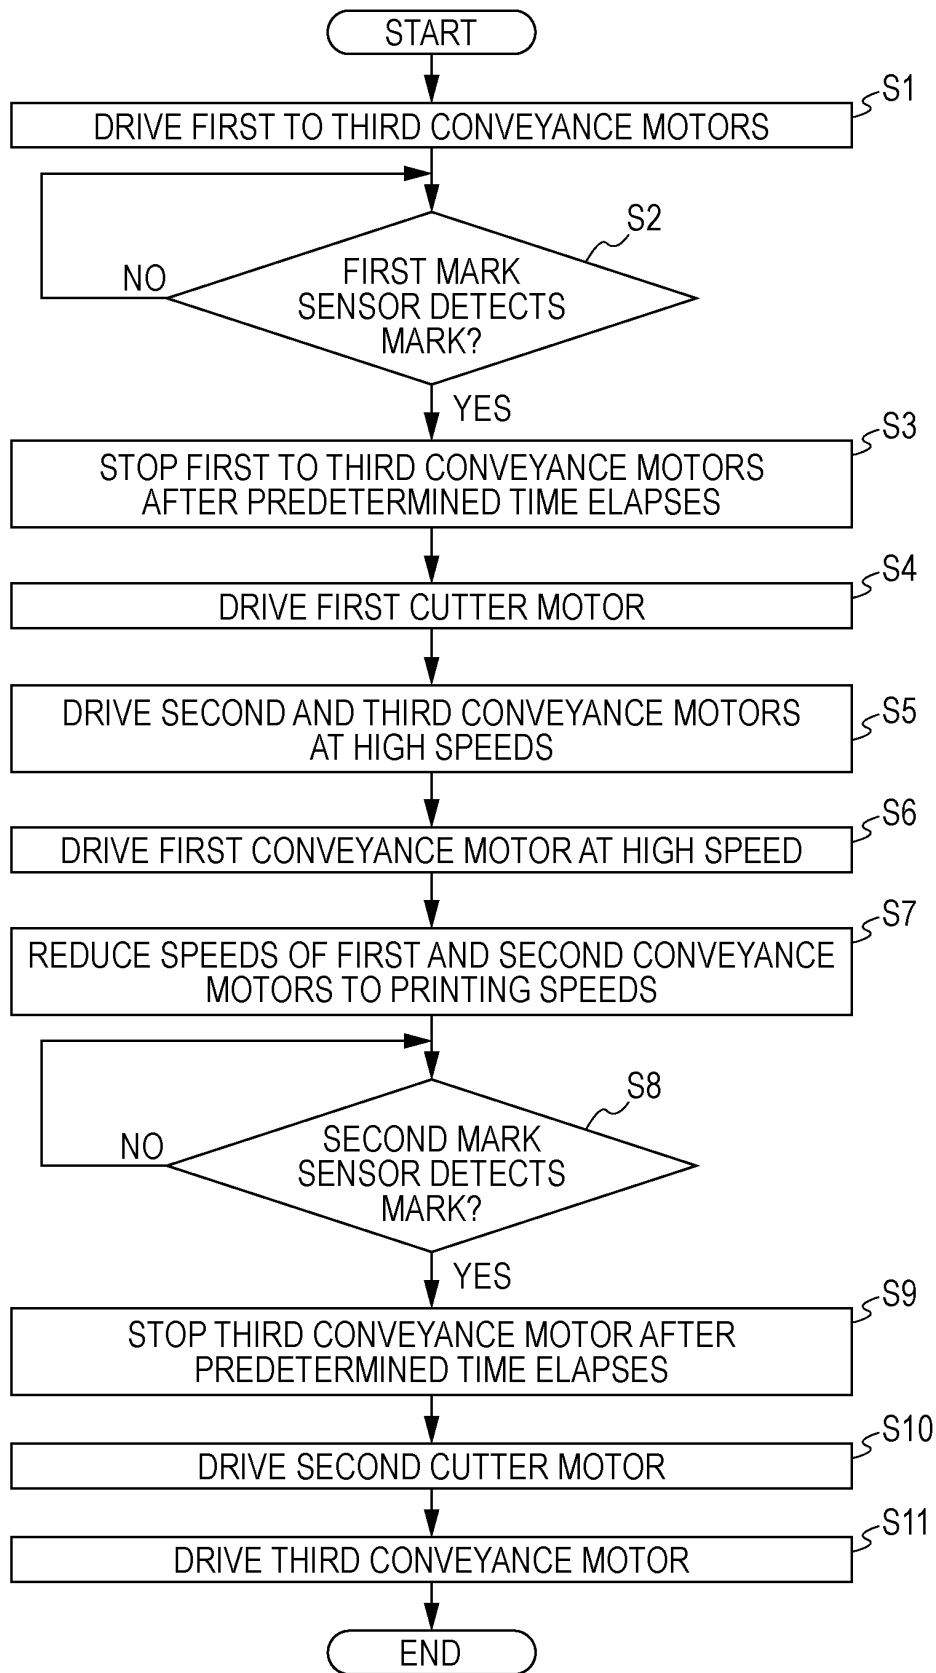 START
S1
DRIVE FIRST TO THIRD CONVEYANCE MOTORS
S2
NO
FIRST MARK
SENSOR DETECTS
MARK?
YES
S3
STOP FIRST TO THIRD CONVEYANCE MOTORS
AFTER PREDETERMINED TIME ELAPSES
S4
DRIVE FIRST CUTTER MOTOR
S5
DRIVE SECOND AND THIRD CONVEYANCE MOTORS
AT HIGH SPEEDS
S6
DRIVE FIRST CONVEYANCE MOTOR AT HIGH SPEED
S7
REDUCE SPEEDS OF FIRST AND SECOND CONVEYANCE
MOTORS TO PRINTING SPEEDS
S8
NO
SECOND MARK
SENSOR DETECTS
MARK?
YES
S9
STOP THIRD CONVEYANCE MOTOR AFTER
PREDETERMINED TIME ELAPSES
S10
DRIVE SECOND CUTTER MOTOR
S11
DRIVE THIRD CONVEYANCE MOTOR
END